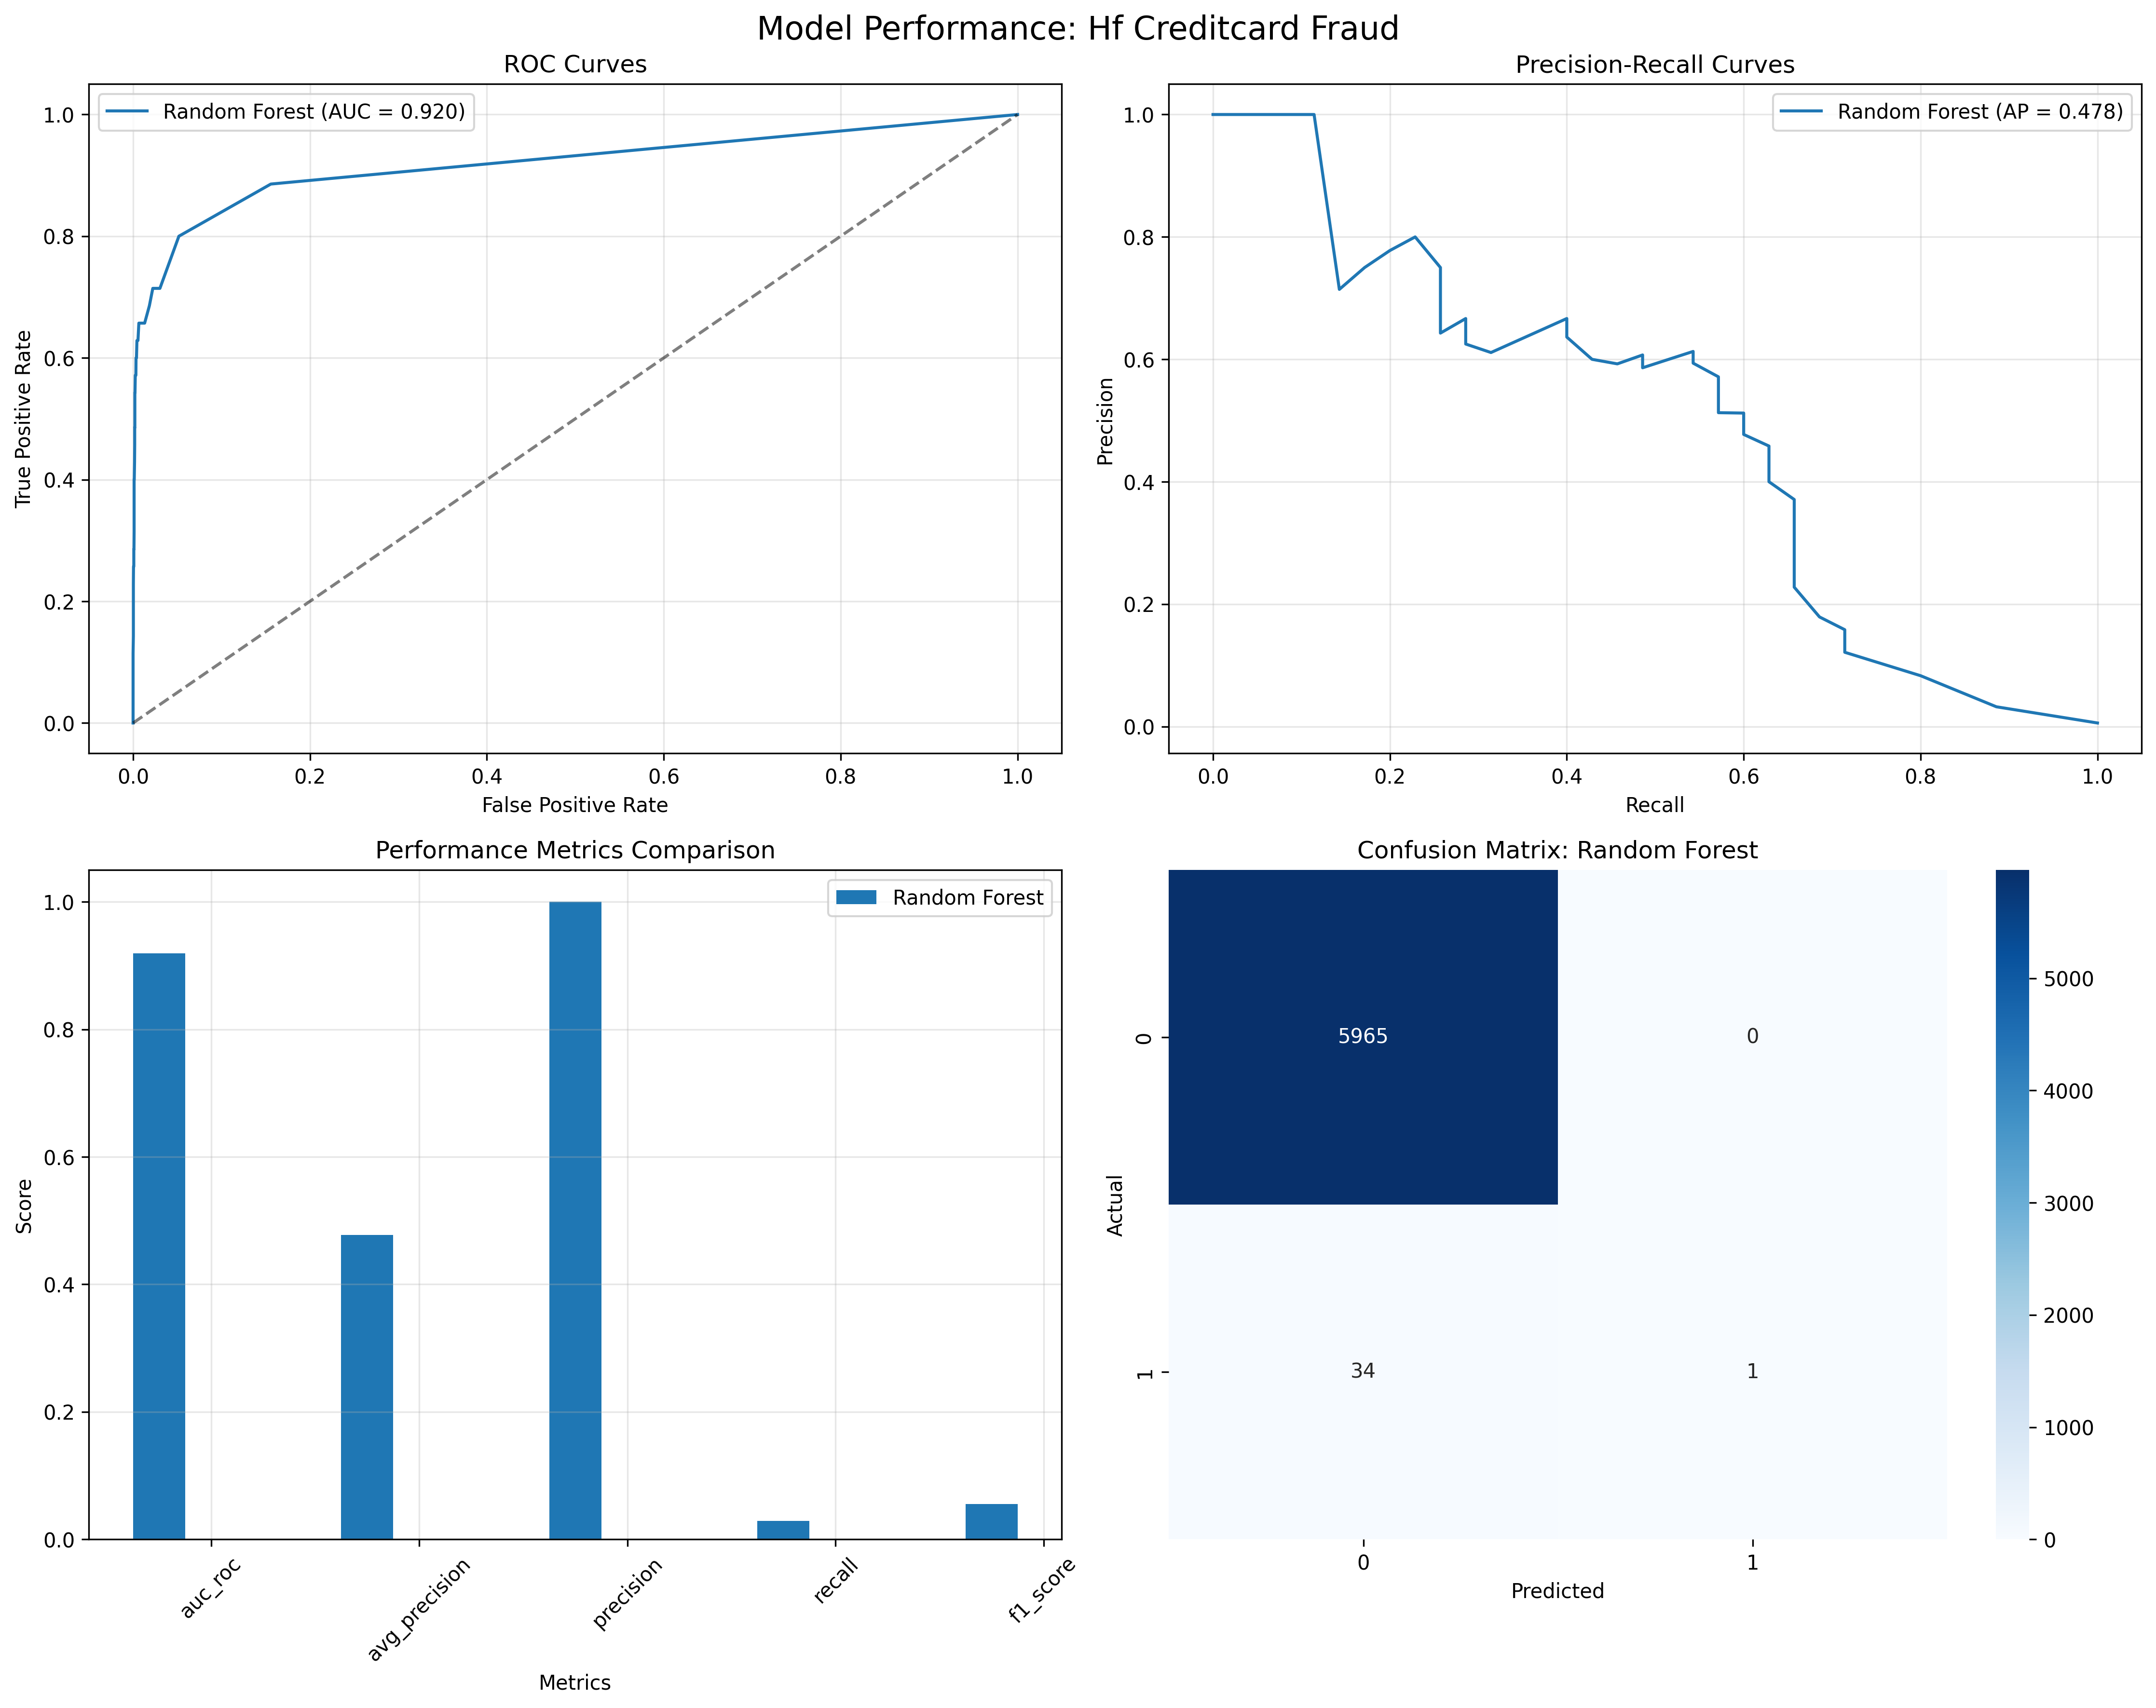 Model Performance: Hf Creditcard Fraud
ROC Curves
Random Forest (AUC = 0.920)
1.0
0.8
0.6
0.4
0.2
0.0
True Positive Rate
0.0 0.2 0.4 0.6 0.8 1.0
False Positive Rate
Precision-Recall Curves
Random Forest (AP = 0.478)
1.0
0.8
0.6
0.4
0.2
0.0
Precision
0.0 0.2 0.4 0.6 0.8 1.0
Recall
Performance Metrics Comparison
Random Forest
1.0
0.8
0.6
0.4
0.2
0.0
Score
auc_roc avg_precision precision recall f1_score
Metrics
Confusion Matrix: Random Forest
5965 0
34 1
0
1
Actual
0 1
Predicted
5000
4000
3000
2000
1000
0